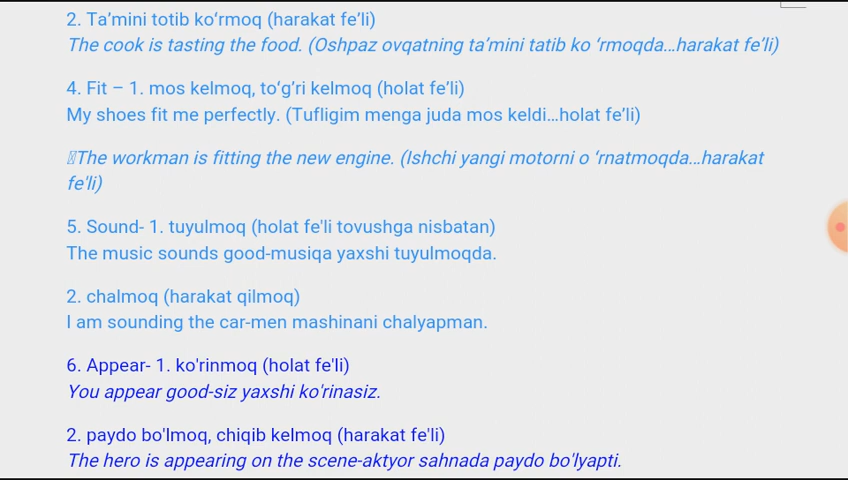 2. Ta’mini totib ko‘rmoq (harakat fe’li)
The cook is tasting the food. (Oshpaz ovqatning ta’mini tatib ko ‘rmoqda...harakat fe’li)
4. Fit – 1. mos kelmoq, to‘g’ri kelmoq (holat fe’li)
My shoes fit me perfectly. (Tufligim menga juda mos keldi...holat fe’li)
The workman is fitting the new engine. (Ishchi yangi motorni o ‘rnatmoqda...harakat
fe'li)
5. Sound- 1. tuyulmoq (holat fe'li tovushga nisbatan)
The music sounds good-musiqa yaxshi tuyulmoqda.
2. chalmoq (harakat qilmoq)
I am sounding the car-men mashinani chalyapman.
6. Appear- 1. ko'rinmoq (holat fe'li)
You appear good-siz yaxshi ko'rinasiz.
2. paydo bo'lmoq, chiqib kelmoq (harakat fe'li)
The hero is appearing on the scene-aktyor sahnada paydo bo'lyapti.